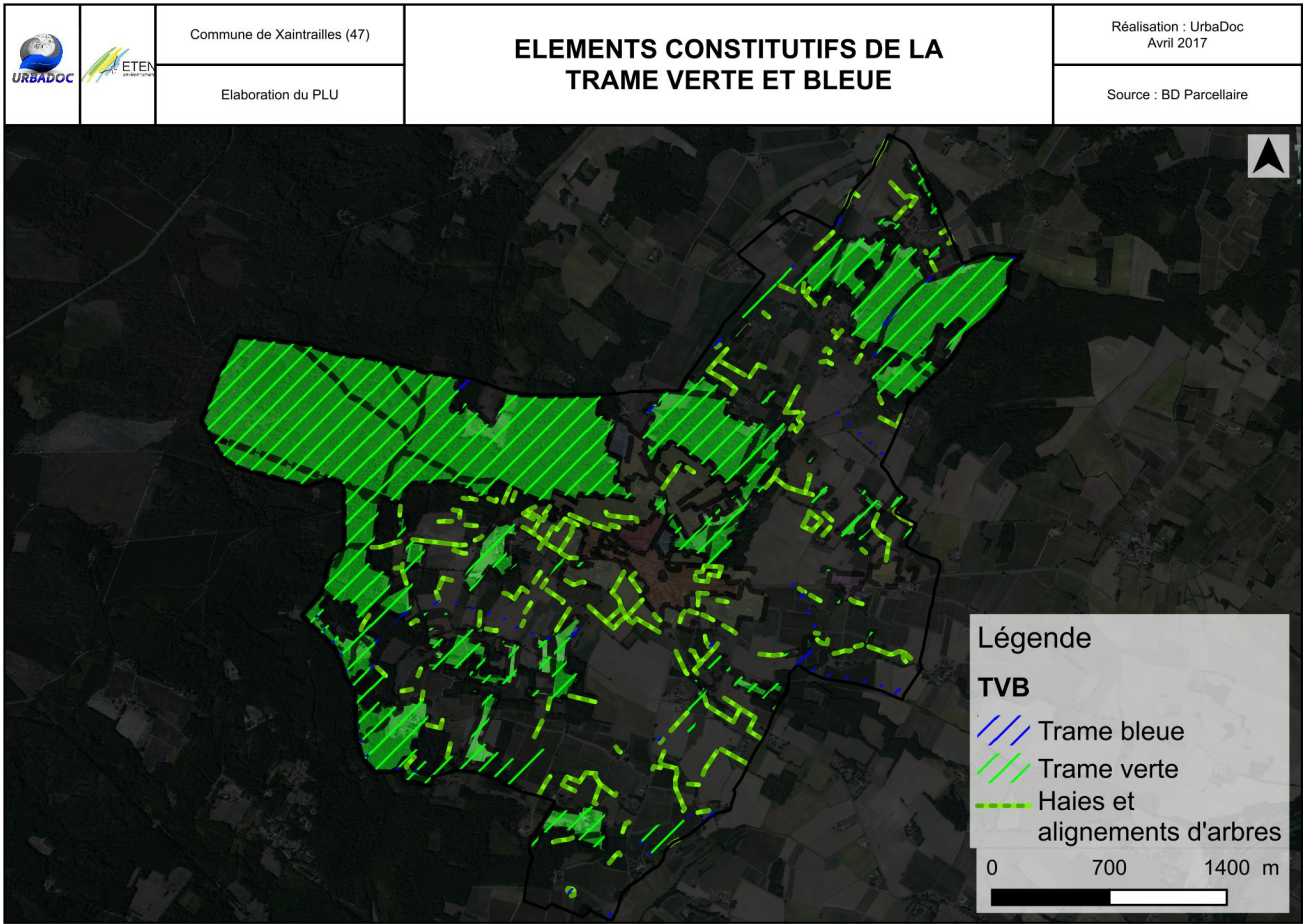 URBADOC
ETEN
environnement
Commune de Xaintrailles (47)
Elaboration du PLU
ELEMENTS CONSTITUTIFS DE LA
TRAME VERTE ET BLEUE
Réalisation : UrbaDoc
Avril 2017
Source : BD Parcellaire
Légende
TVB
Trame bleue
Trame verte
Haies et
alignements d'arbres
0 700 1400 m